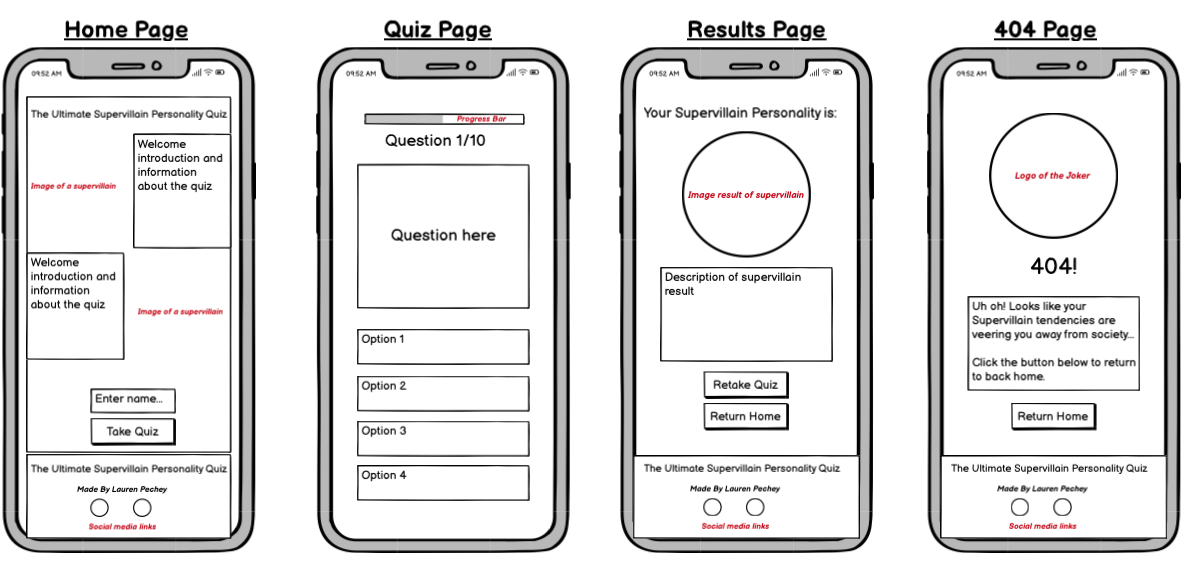 Home Page
09:52 AM
The Ultimate Supervillain Personality Quiz
Welcome
introduction and
information
about the quiz
Image of a supervillain
Welcome
introduction and
information
about the quiz
Image of a supervillain
Enter name...
Take Quiz
The Ultimate Supervillain Personality Quiz
Made By Lauren Pechey
Social media links
Quiz Page
09:52 AM
Progress Bar
Question 1/10
Question here
Option 1
Option 2
Option 3
Option 4
Results Page
09:52 AM
Your Supervillain Personality is:
Image result of supervillain
Description of supervillain
result
Retake Quiz
Return Home
The Ultimate Supervillain Personality Quiz
Made By Lauren Pechey
Social media links
404 Page
09:52 AM
Logo of the Joker
404!
Uh oh! Looks like your
Supervillain tendencies are
veering you away from society...
Click the button below to return
to back home.
Return Home
The Ultimate Supervillain Personality Quiz
Made By Lauren Pechey
Social media links